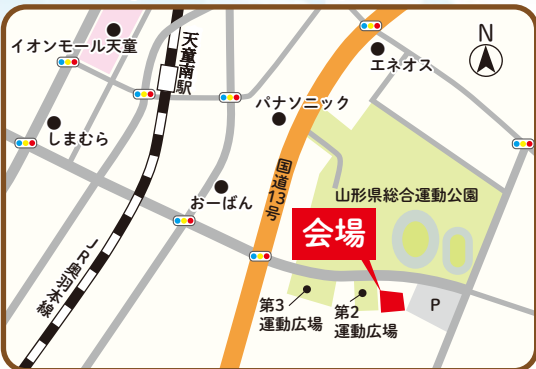 イオンモール天童
天童南駅
N
エネオス
パナソニック
しまむら
国道13号
山形県総合運動公園
おーばん
会場
JR奥羽本線
第3
運動広場
第2
運動広場
P